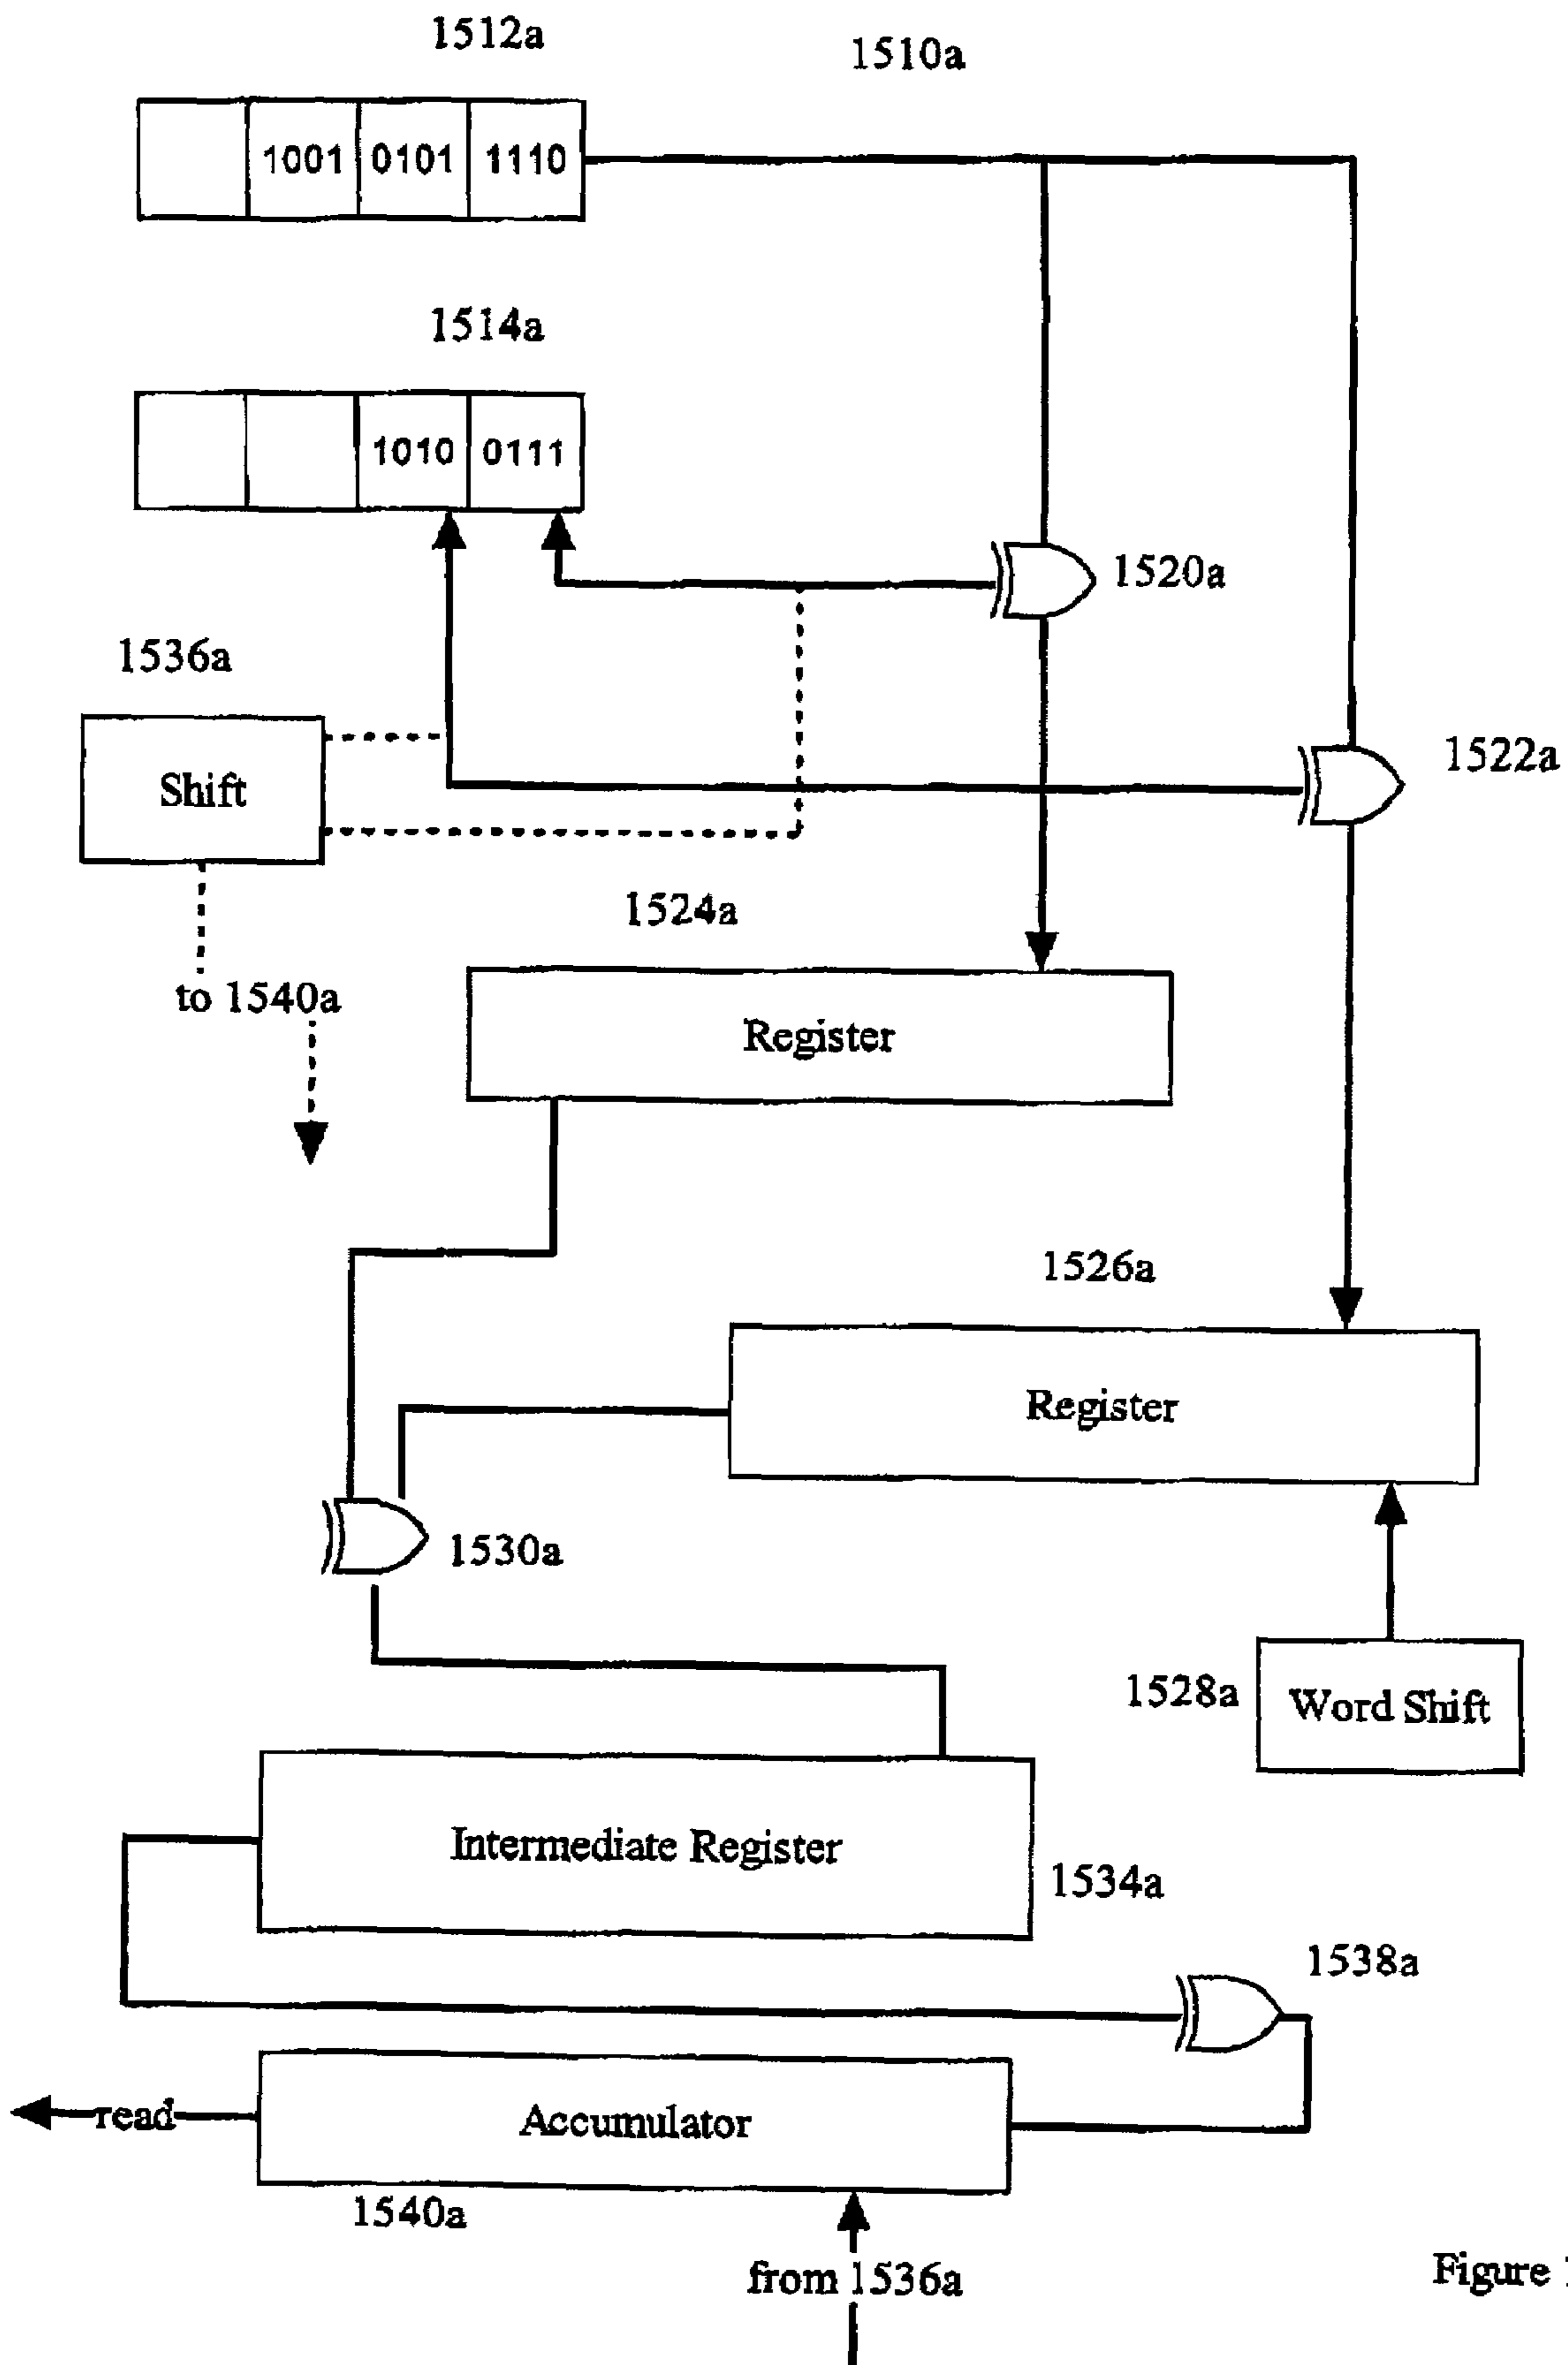 1512a
1510a
1001 0101 1110
1514a
1010 0111
1520a
1536a
Shift
1522a
1524a
to 1540a
Register
1526a
Register
1530a
1528a
Word Shift
Intermediate Register
1534a
1538a
read
Accumulator
1540a
from 1536a
Figure